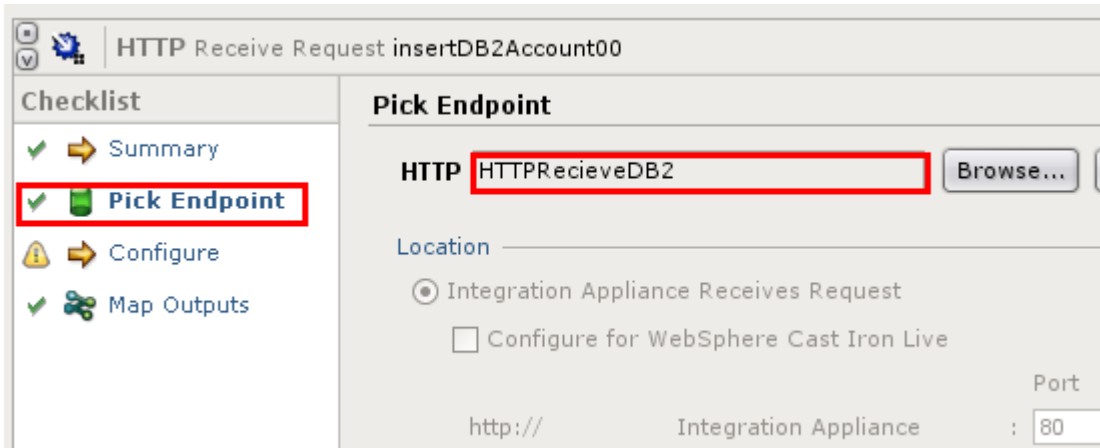 HTTP Receive Request insertDB2Account00
Checklist
Summary
Pick Endpoint
Configure
Map Outputs
Pick Endpoint
HTTP HTTPRecieveDB2 Browse...
Location
Integration Appliance Receives Request
Configure for WebSphere Cast Iron Live
Port
http:// Integration Appliance : 80